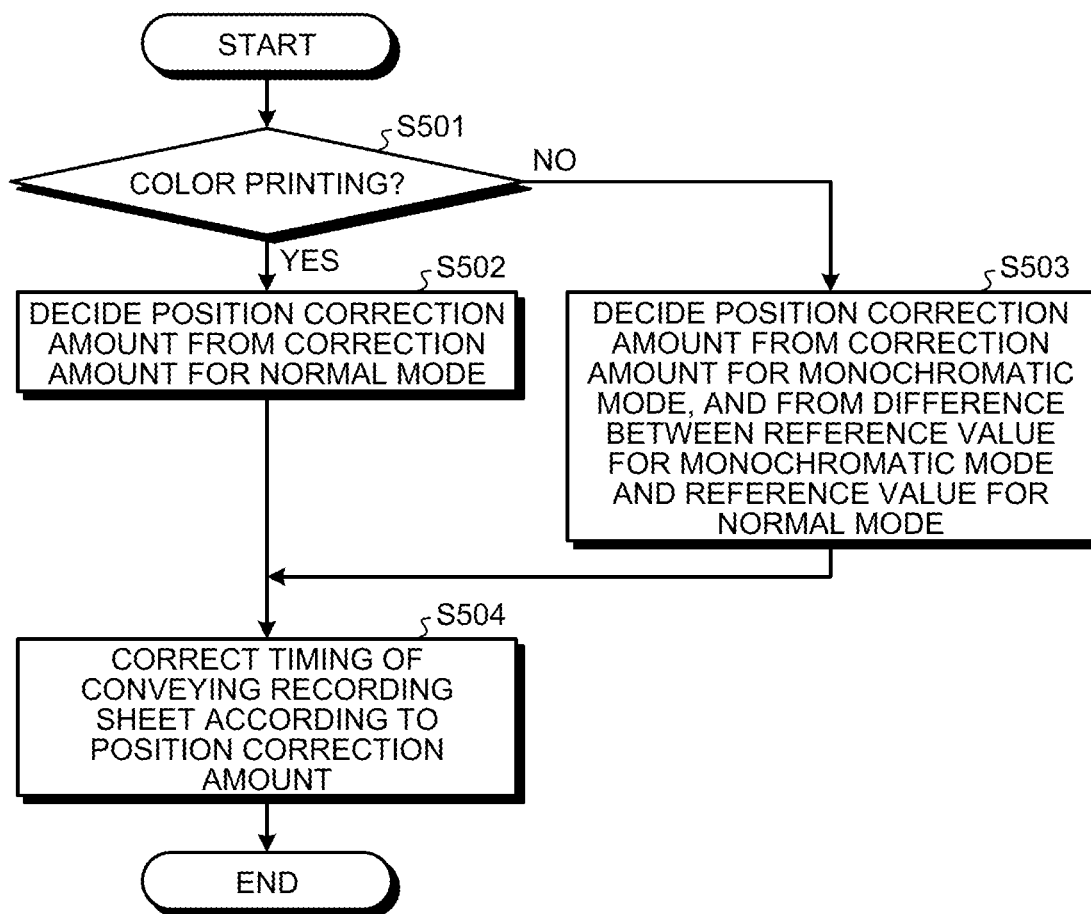 START
S501
COLOR PRINTING?
NO
YES
S502
DECIDE POSITION CORRECTION
AMOUNT FROM CORRECTION
AMOUNT FOR NORMAL MODE
S503
DECIDE POSITION CORRECTION
AMOUNT FROM CORRECTION
AMOUNT FOR MONOCHROMATIC
MODE, AND FROM DIFFERENCE
BETWEEN REFERENCE VALUE
FOR MONOCHROMATIC MODE
AND REFERENCE VALUE FOR
NORMAL MODE
S504
CORRECT TIMING OF
CONVEYING RECORDING
SHEET ACCORDING TO
POSITION CORRECTION
AMOUNT
END